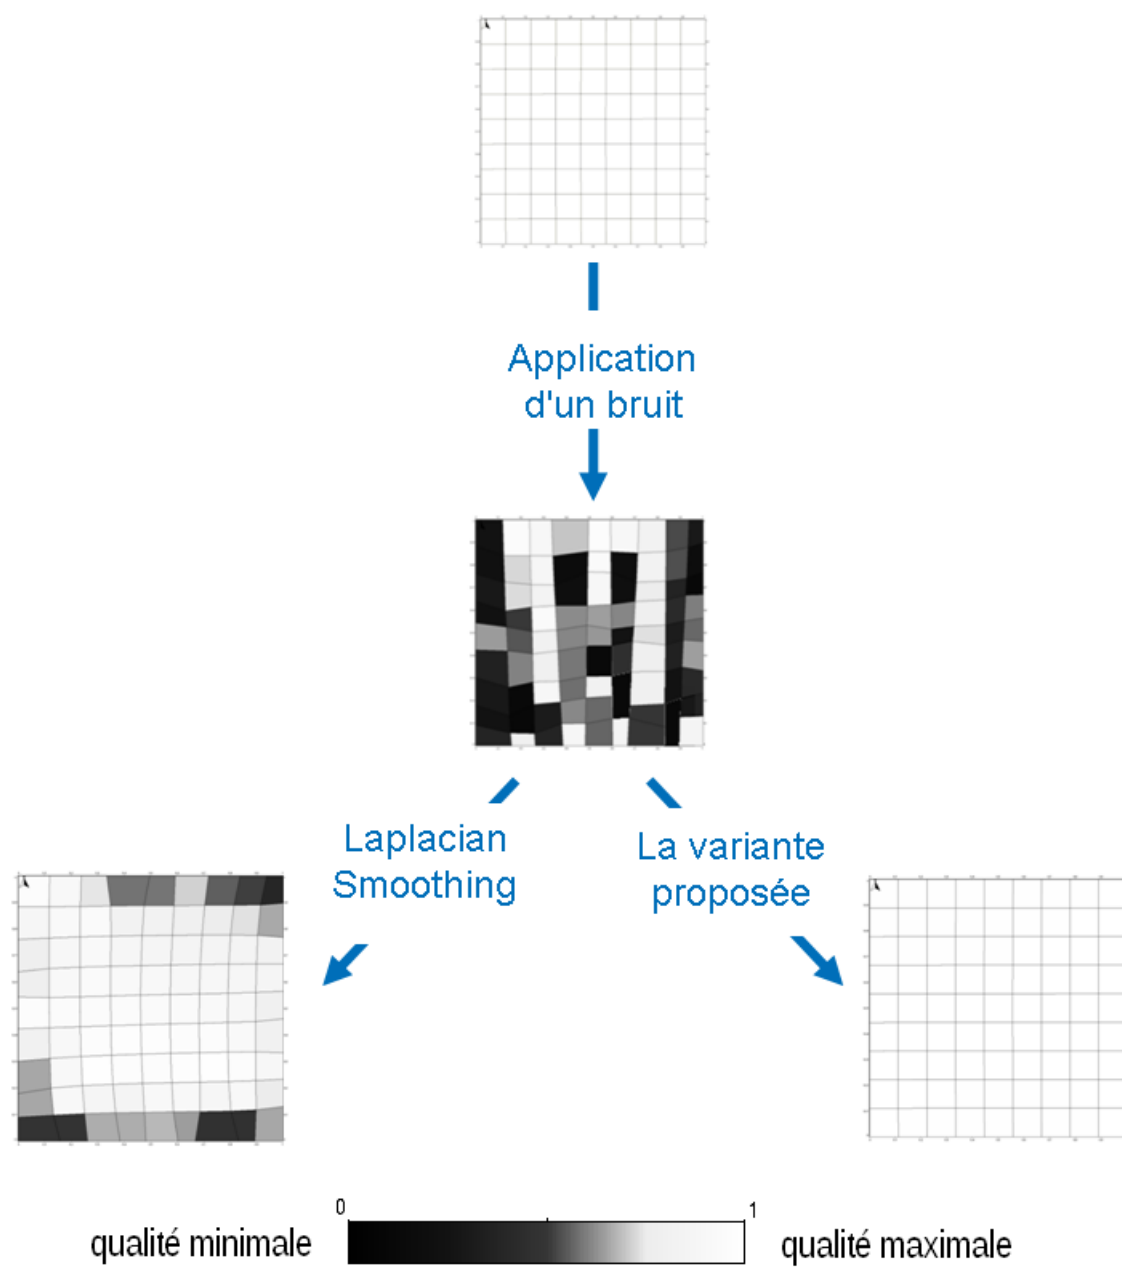 Application
d'un bruit
Laplacian
Smoothing
La variante
proposée
0
1
qualité minimale
qualité maximale